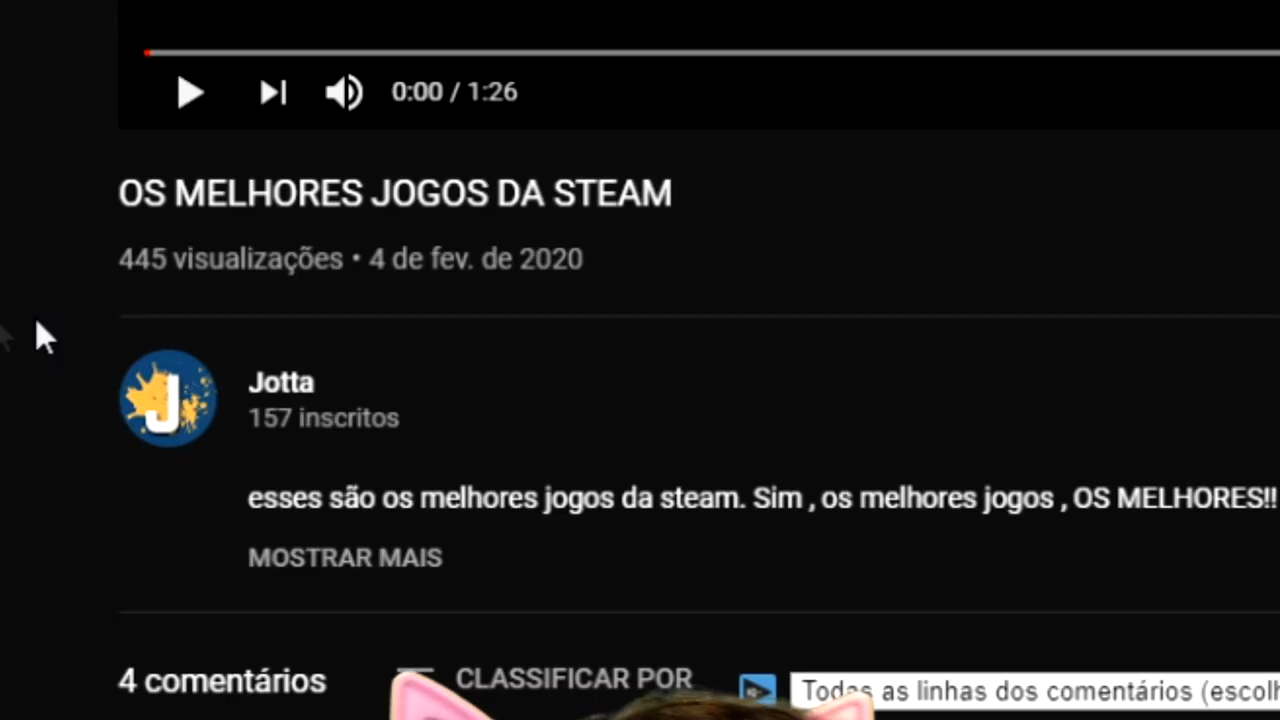 0:00 / 1:26
OS MELHORES JOGOS DA STEAM
445 visualizações • 4 de fev. de 2020
J
Jotta
157 inscritos
esses são os melhores jogos da steam. Sim , os melhores jogos , OS MELHORES!!
MOSTRAR MAIS
4 comentários
CLASSIFICAR POR
Todas as linhas dos comentários